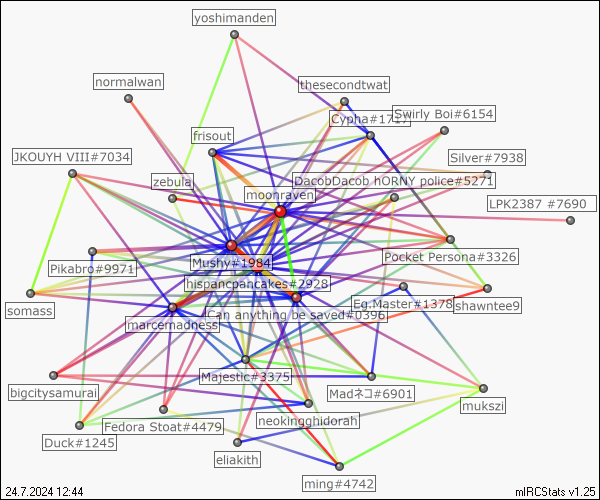 yoshimanden
normalwan
thesecondtwat
Cypha#1717
Swirly Boi#6154
frisout
JKOUYH VIII#7034
Silver#7938
zebula
DacobDacob hORNY police#5271
moonraven
LPK2387 #7690
Pocket Persona#3326
Mushy#1984
Pikabro#9971
hispancpancakes#2928
somass
Eg.Master#1378
shawntee9
Can anything be saved#0396
marcemadness
Majestic#3375
bigcitysamurai
Madネコ#6901
mukszi
Fedora Stoat#4479
neokingghidorah
Duck#1245
eliakith
ming#4742
24.7.2024 12:44
mIRCStats v1.25